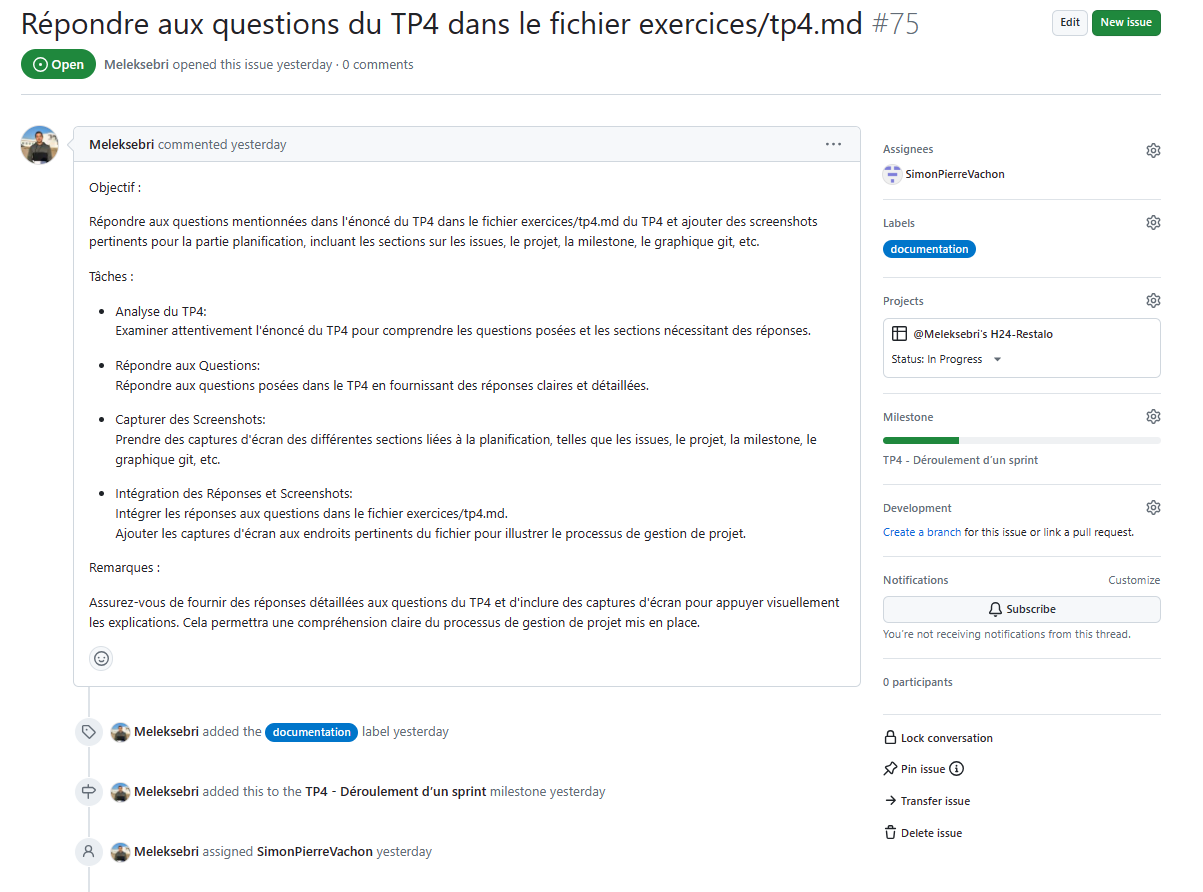 Répondre aux questions du TP4 dans le fichier exercices/tp4.md #75
Edit
New issue
Open
Meleksebri opened this issue yesterday · 0 comments
Meleksebri commented yesterday
Objectif :
Répondre aux questions mentionnées dans l'énoncé du TP4 dans le fichier exercices/tp4.md du TP4 et ajouter des screenshots
pertinents pour la partie planification, incluant les sections sur les issues, le projet, la milestone, le graphique git, etc.
Tâches :
• Analyse du TP4:
Examiner attentivement l'énoncé du TP4 pour comprendre les questions posées et les sections nécessitant des réponses.
• Répondre aux Questions:
Répondre aux questions posées dans le TP4 en fournissant des réponses claires et détaillées.
• Capturer des Screenshots:
Prendre des captures d'écran des différentes sections liées à la planification, telles que les issues, le projet, la milestone, le
graphique git, etc.
• Intégration des Réponses et Screenshots:
Intégrer les réponses aux questions dans le fichier exercices/tp4.md.
Ajouter les captures d'écran aux endroits pertinents du fichier pour illustrer le processus de gestion de projet.
Remarques :
Assurez-vous de fournir des réponses détaillées aux questions du TP4 et d'inclure des captures d'écran pour appuyer visuellement
les explications. Cela permettra une compréhension claire du processus de gestion de projet mis en place.
Meleksebri added the documentation label yesterday
Meleksebri added this to the TP4 - Déroulement d'un sprint milestone yesterday
Meleksebri assigned SimonPierreVachon yesterday
Assignees
SimonPierreVachon
Labels
documentation
Projects
@Meleksebri's H24-Restalo
Status: In Progress
Milestone
TP4 - Déroulement d'un sprint
Development
Create a branch for this issue or link a pull request.
Notifications
Customize
Subscribe
You're not receiving notifications from this thread.
0 participants
Lock conversation
Pin issue
Transfer issue
Delete issue